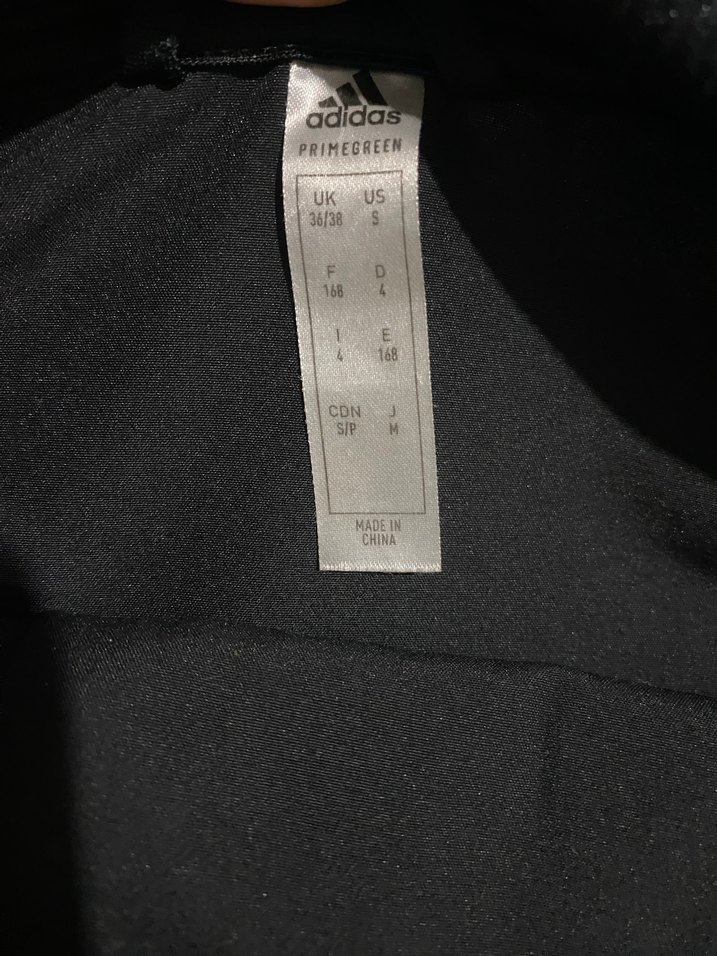 adidas
PRIMEGREEN
UK US
36/38 S
F D
168 4
I E
4 168
CDN J
S/P M
MADE IN
CHINA